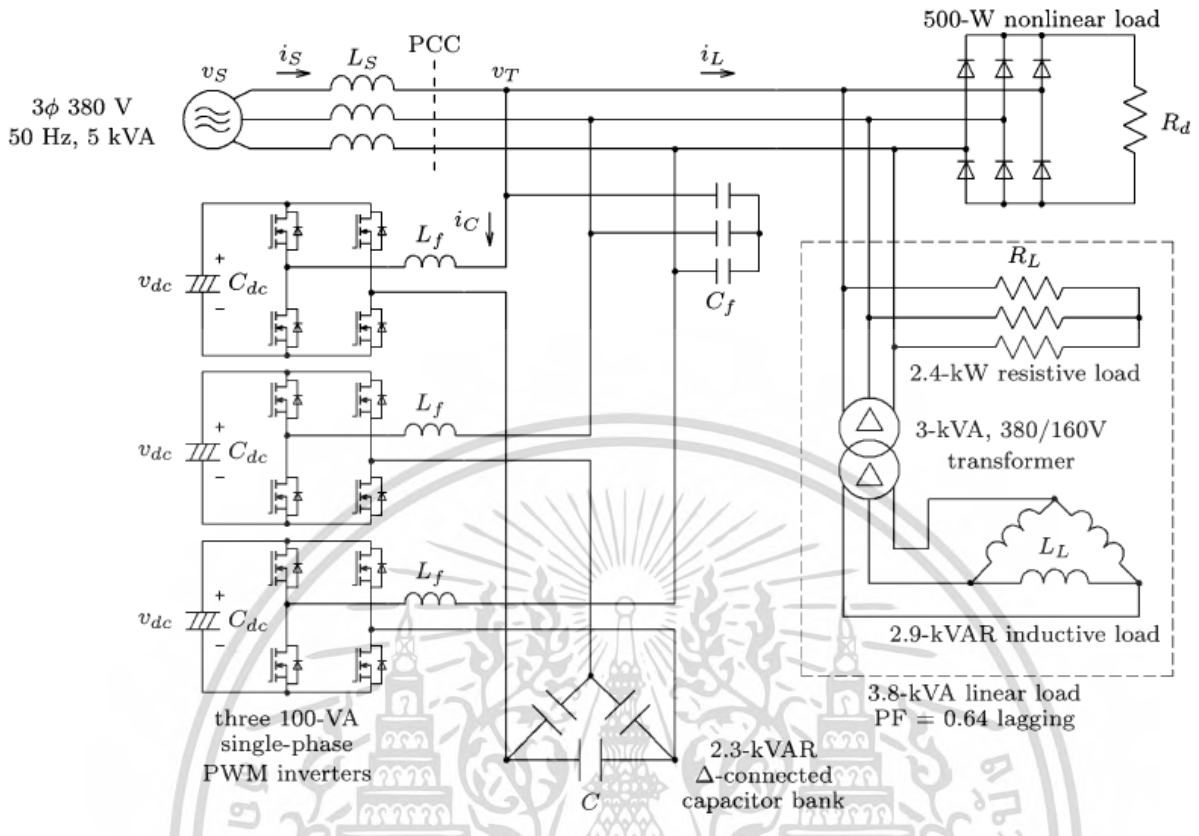 500-W nonlinear load
PCC
i_S
L_S
v_S
v_T
i_L
3ϕ 380 V
50 Hz, 5 kVA
R_d
i_C
L_f
+
v_dc
C_dc
−
C_f
R_L
2.4-kW resistive load
L_f
+
v_dc
C_dc
−
3-kVA, 380/160V
transformer
L_f
+
v_dc
C_dc
−
L_L
2.9-kVAR inductive load
3.8-kVA linear load
PF = 0.64 lagging
three 100-VA
single-phase
PWM inverters
2.3-kVAR
Δ-connected
capacitor bank
C